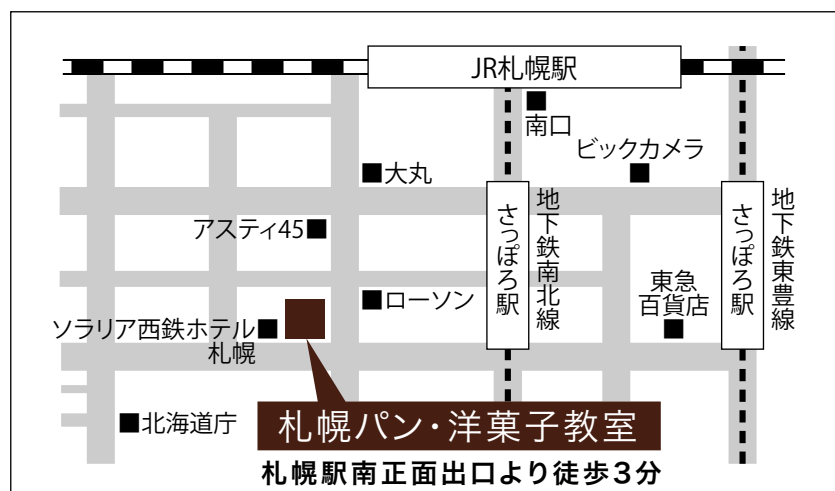 JR札幌駅
南口
ビックカメラ
大丸
アスティ45
さっぽろ駅
地下鉄南北線
さっぽろ駅
地下鉄東豊線
東急
百貨店
ローソン
ソラリア西鉄ホテル
札幌
北海道庁
札幌パン・洋菓子教室
札幌駅南正面出口より徒歩3分